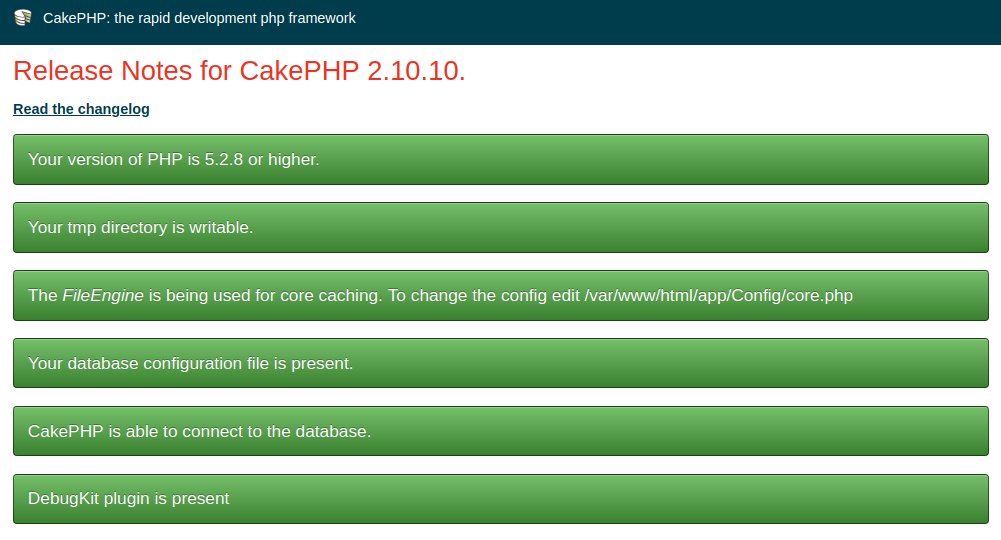 CakePHP: the rapid development php framework
Release Notes for CakePHP 2.10.10.
Read the changelog
Your version of PHP is 5.2.8 or higher.
Your tmp directory is writable.
The FileEngine is being used for core caching. To change the config edit /var/www/html/app/Config/core.php
Your database configuration file is present.
CakePHP is able to connect to the database.
DebugKit plugin is present